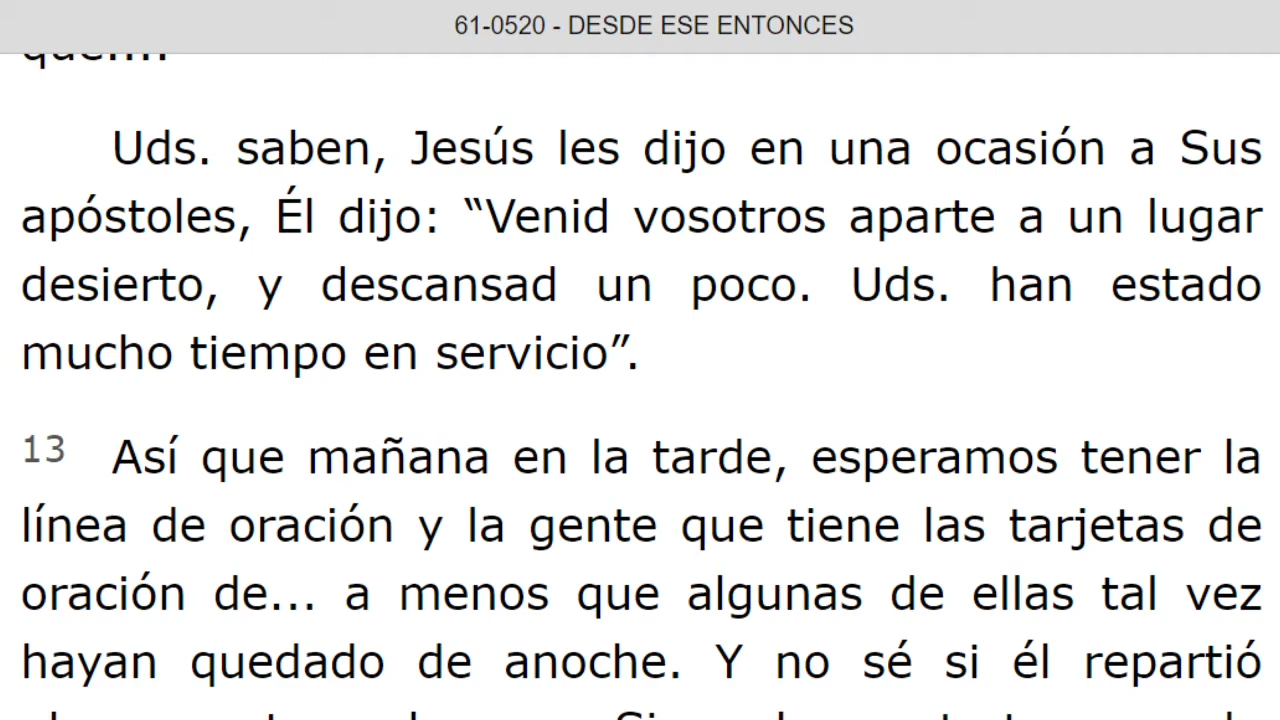 61-0520 - DESDE ESE ENTONCES
que....
Uds. saben, Jesús les dijo en una ocasión a Sus
apóstoles, Él dijo: “Venid vosotros aparte a un lugar
desierto, y descansad un poco. Uds. han estado
mucho tiempo en servicio”.
13 Así que mañana en la tarde, esperamos tener la
línea de oración y la gente que tiene las tarjetas de
oración de... a menos que algunas de ellas tal vez
hayan quedado de anoche. Y no sé si él repartió